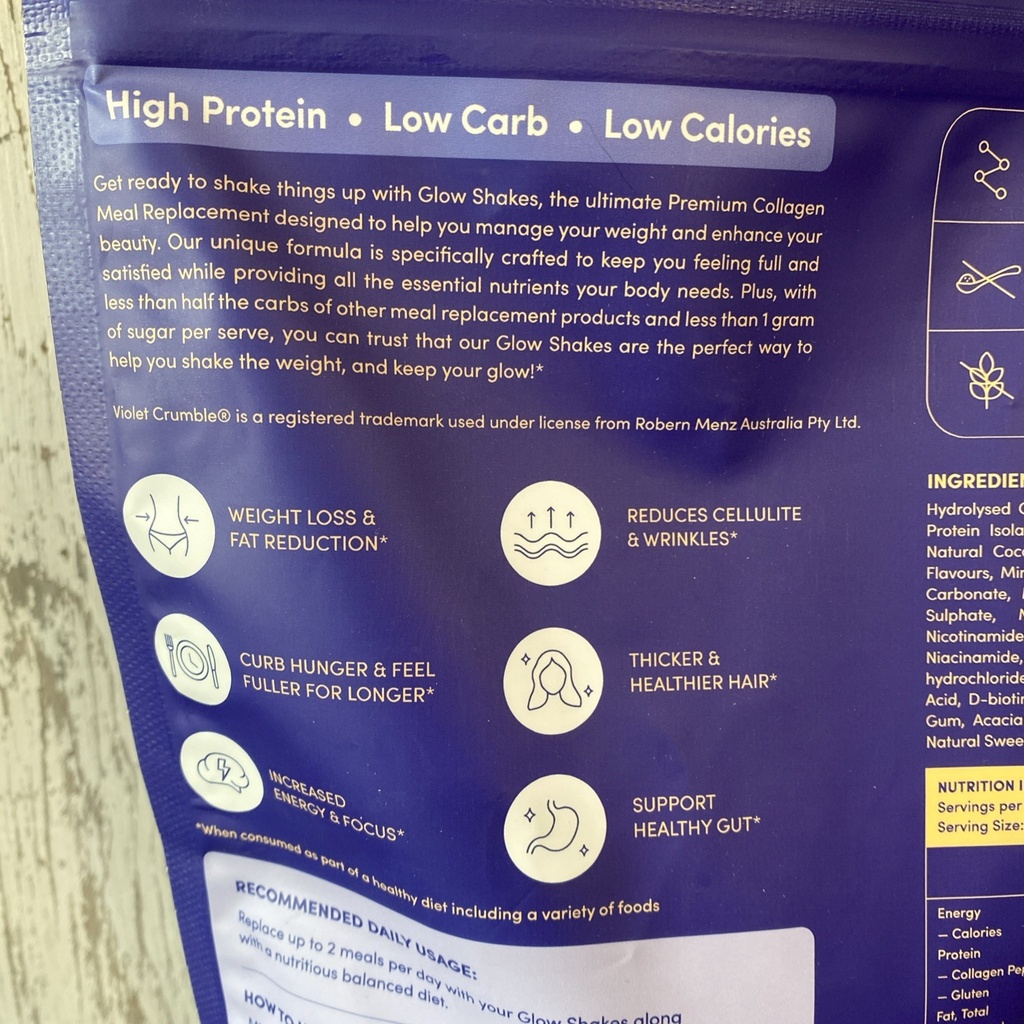 High Protein • Low Carb • Low Calories
Get ready to shake things up with Glow Shakes, the ultimate Premium Collagen
Meal Replacement designed to help you manage your weight and enhance your
beauty. Our unique formula is specifically crafted to keep you feeling full and
satisfied while providing all the essential nutrients your body needs. Plus, with
less than half the carbs of other meal replacement products and less than 1 gram
of sugar per serve, you can trust that our Glow Shakes are the perfect way to
help you shake the weight, and keep your glow!*
Violet Crumble® is a registered trademark used under license from Robern Menz Australia Pty Ltd.
WEIGHT LOSS &
FAT REDUCTION*
REDUCES CELLULITE
& WRINKLES*
CURB HUNGER & FEEL
FULLER FOR LONGER*
THICKER &
HEALTHIER HAIR*
INCREASED
ENERGY & FOCUS*
SUPPORT
HEALTHY GUT*
*When consumed as part of a healthy diet including a variety of foods
RECOMMENDED DAILY USAGE:
Replace up to 2 meals per day with your Glow Shakes along
with a nutritious balanced diet.
HOW TO
INGREDIEN
Hydrolysed
Protein Isola
Natural Coco
Flavours, Min
Carbonate,
Sulphate,
Nicotinamide
Niacinamide,
hydrochloride
Acid, D-biotin
Gum, Acacia
Natural Swee
NUTRITION I
Servings per
Serving Size:
Energy
– Calories
Protein
– Collagen Pep
– Gluten
Fat, Total